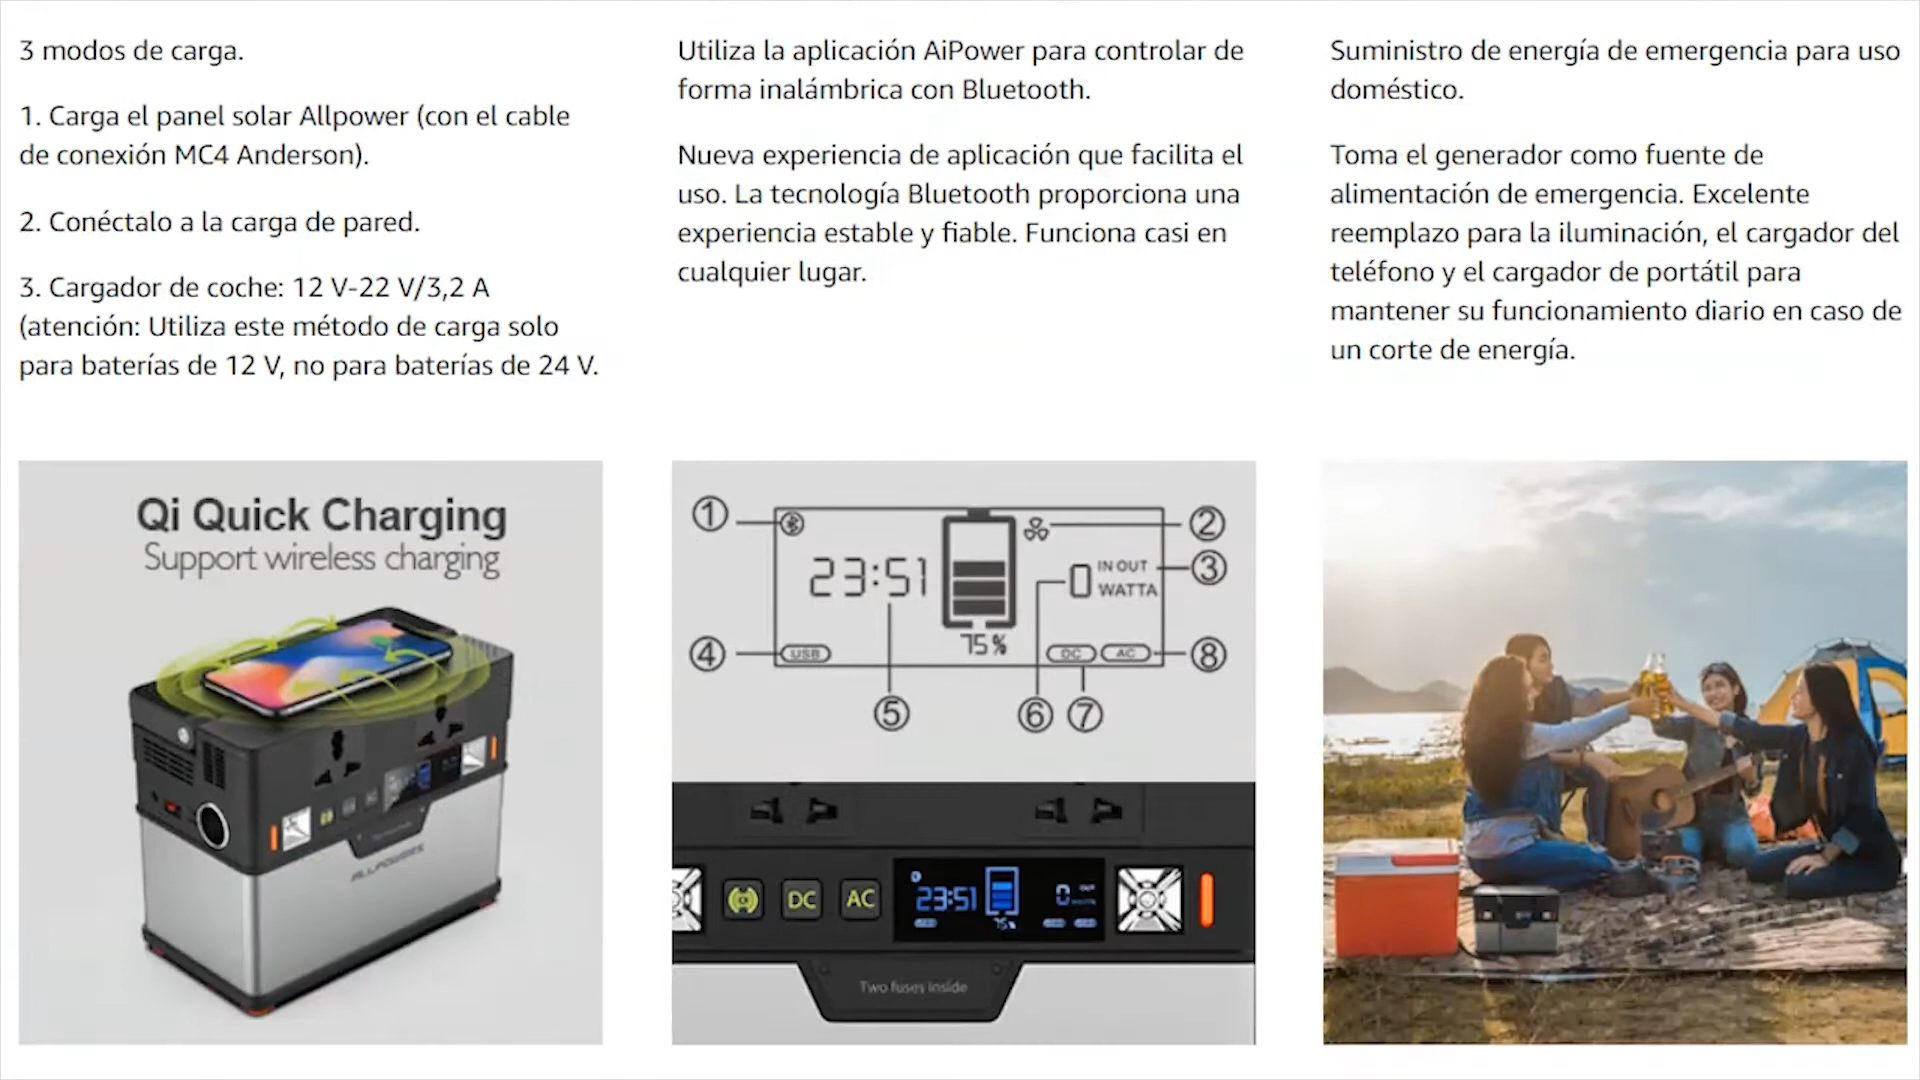 3 modos de carga.
1. Carga el panel solar Allpower (con el cable
de conexión MC4 Anderson).
2. Conéctalo a la carga de pared.
3. Cargador de coche: 12 V-22 V/3,2 A
(atención: Utiliza este método de carga solo
para baterías de 12 V, no para baterías de 24 V.
Utiliza la aplicación AiPower para controlar de
forma inalámbrica con Bluetooth.
Nueva experiencia de aplicación que facilita el
uso. La tecnología Bluetooth proporciona una
experiencia estable y fiable. Funciona casi en
cualquier lugar.
Suministro de energía de emergencia para uso
doméstico.
Toma el generador como fuente de
alimentación de emergencia. Excelente
reemplazo para la iluminación, el cargador del
teléfono y el cargador de portátil para
mantener su funcionamiento diario en caso de
un corte de energía.
Qi Quick Charging
Support wireless charging
ALLPOWERS
① ②
23:51 0 IN OUT ③
WATTA
④ USB 75% DC AC ⑧
⑤ ⑥ ⑦
DC AC 23:51 0
75%
Two fuses inside